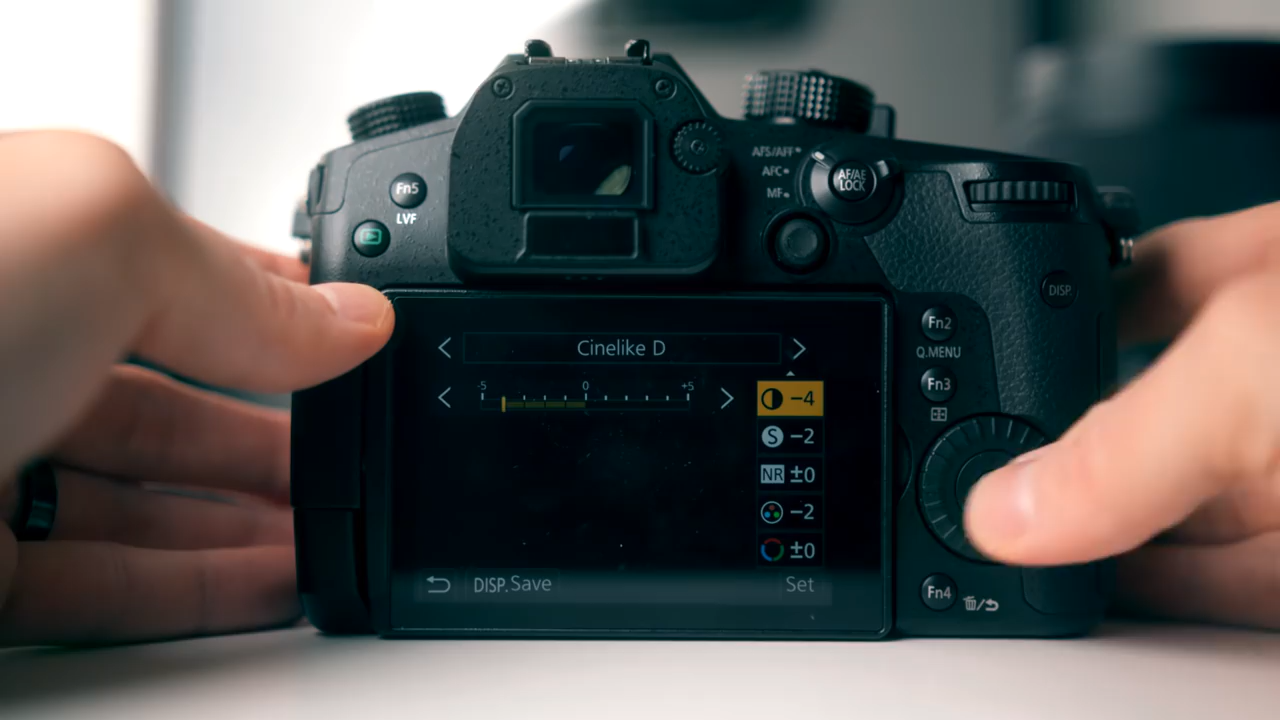 Fn5
LVF
AFS/AFF
AFC
MF
AF/AE
LOCK
DISP.
Fn2
Q.MENU
Fn3
Fn4
Cinelike D
-5 0 +5
−4
S −2
NR ±0
−2
±0
DISP. Save
Set